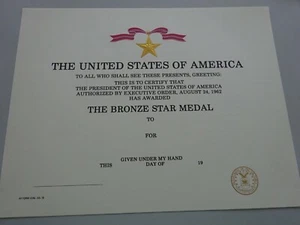 THE UNITED STATES OF AMERICA
TO ALL WHO SHALL SEE THESE PRESENTS, GREETING:
THIS IS TO CERTIFY THAT
THE PRESIDENT OF THE UNITED STATES OF AMERICA
AUTHORIZED BY EXECUTIVE ORDER, AUGUST 24, 1962
HAS AWARDED
THE BRONZE STAR MEDAL
TO
FOR
GIVEN UNDER MY HAND
THIS DAY OF 19